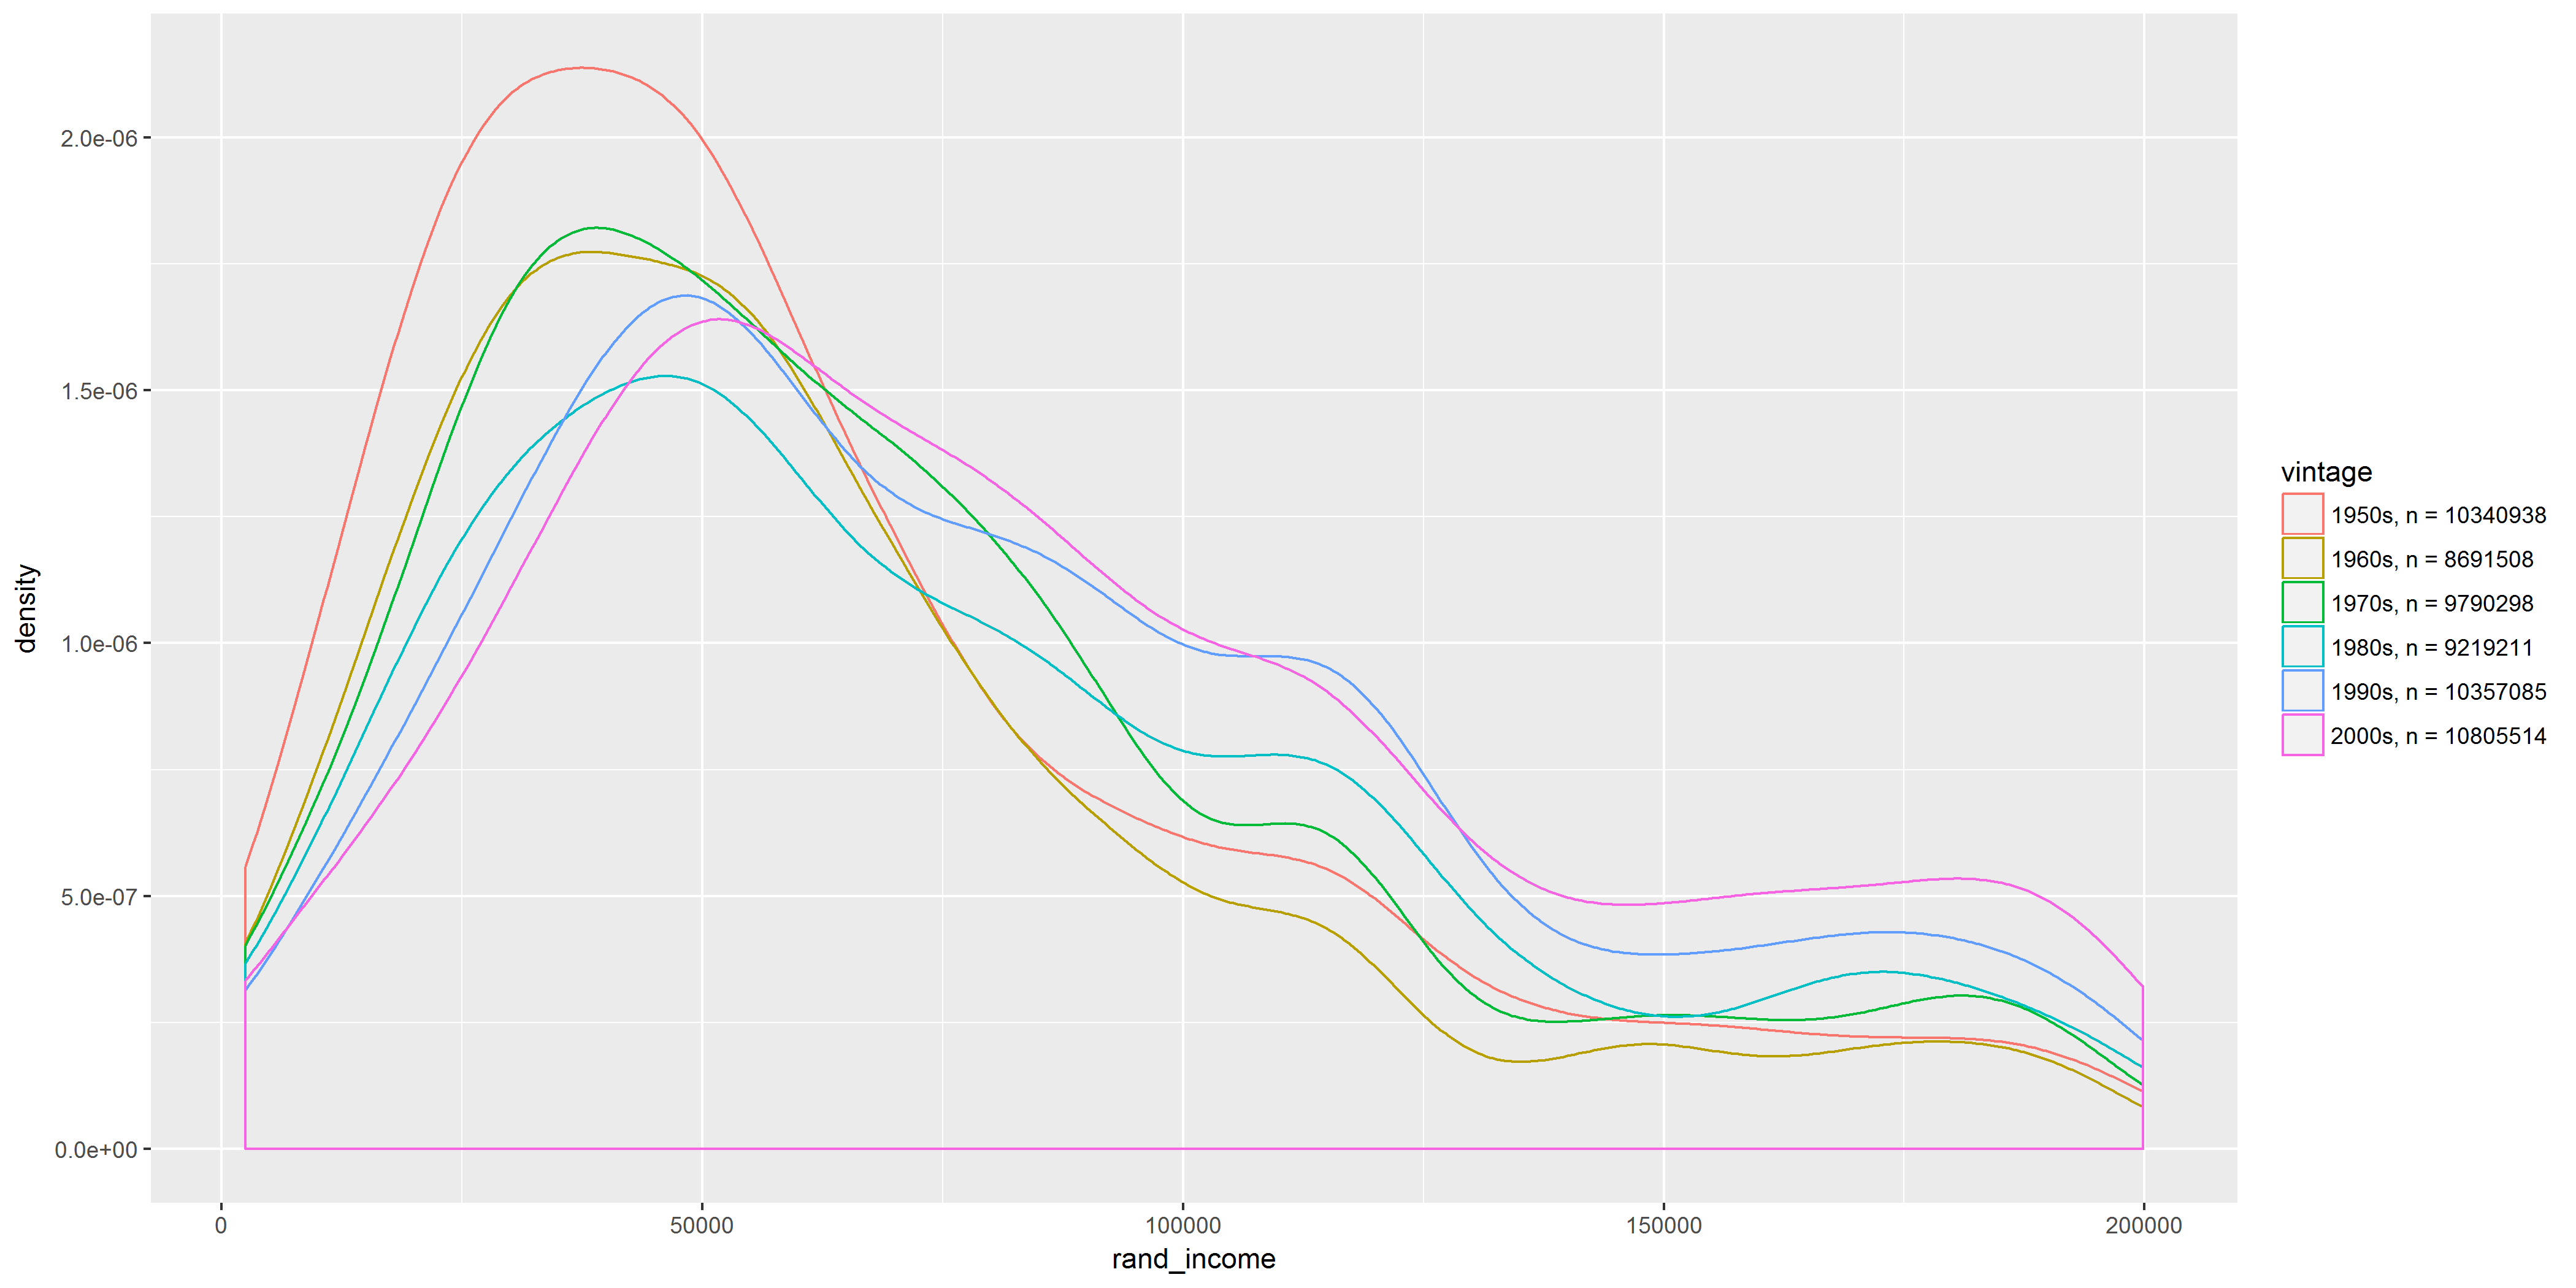 density
2.0e-06
1.5e-06
1.0e-06
5.0e-07
0.0e+00
0
50000
100000
150000
200000
rand_income
vintage
1950s, n = 10340938
1960s, n = 8691508
1970s, n = 9790298
1980s, n = 9219211
1990s, n = 10357085
2000s, n = 10805514